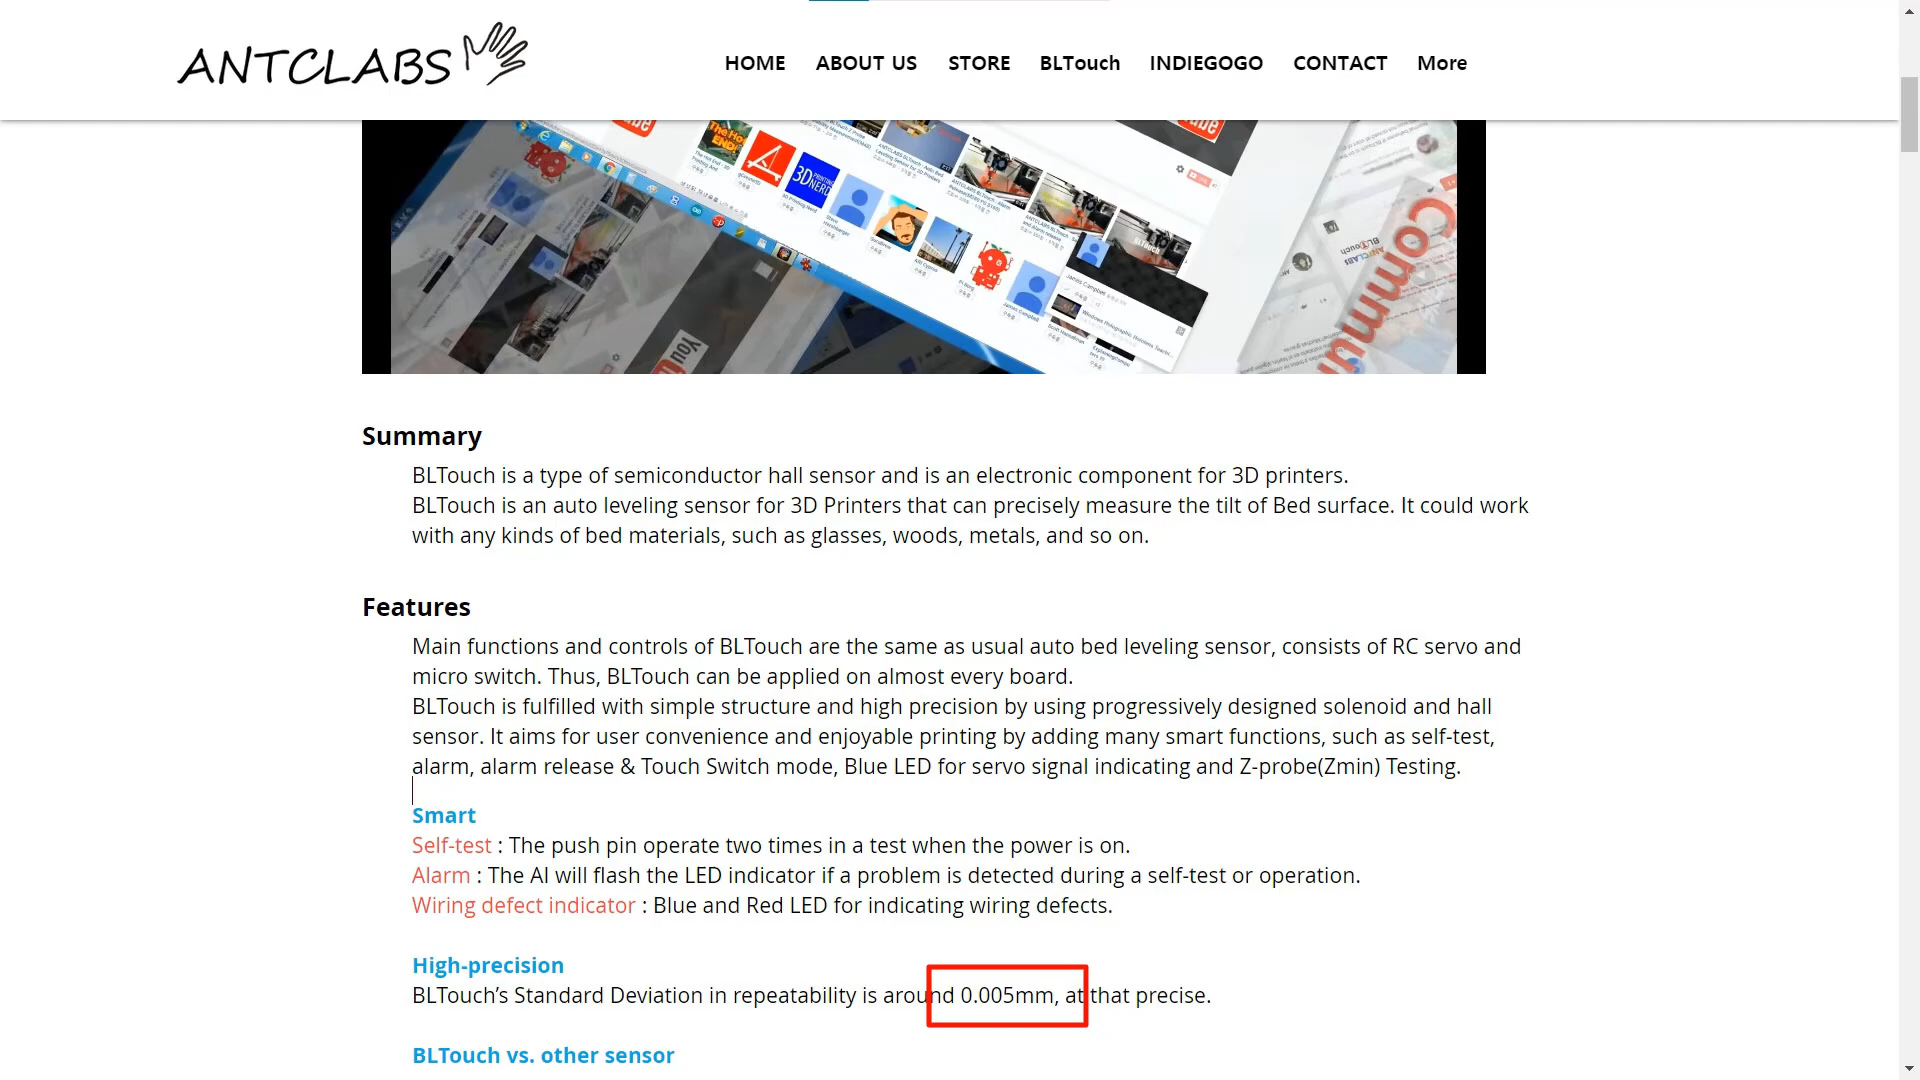 ANTCLABS
HOME ABOUT US STORE BLTouch INDIEGOGO CONTACT More
3D PRINTING NERD
BLTouch
Commu
Summary
BLTouch is a type of semiconductor hall sensor and is an electronic component for 3D printers.
BLTouch is an auto leveling sensor for 3D Printers that can precisely measure the tilt of Bed surface. It could work
with any kinds of bed materials, such as glasses, woods, metals, and so on.
Features
Main functions and controls of BLTouch are the same as usual auto bed leveling sensor, consists of RC servo and
micro switch. Thus, BLTouch can be applied on almost every board.
BLTouch is fulfilled with simple structure and high precision by using progressively designed solenoid and hall
sensor. It aims for user convenience and enjoyable printing by adding many smart functions, such as self-test,
alarm, alarm release & Touch Switch mode, Blue LED for servo signal indicating and Z-probe(Zmin) Testing.
Smart
Self-test : The push pin operate two times in a test when the power is on.
Alarm : The AI will flash the LED indicator if a problem is detected during a self-test or operation.
Wiring defect indicator : Blue and Red LED for indicating wiring defects.
High-precision
BLTouch’s Standard Deviation in repeatability is around 0.005mm, at that precise.
BLTouch vs. other sensor